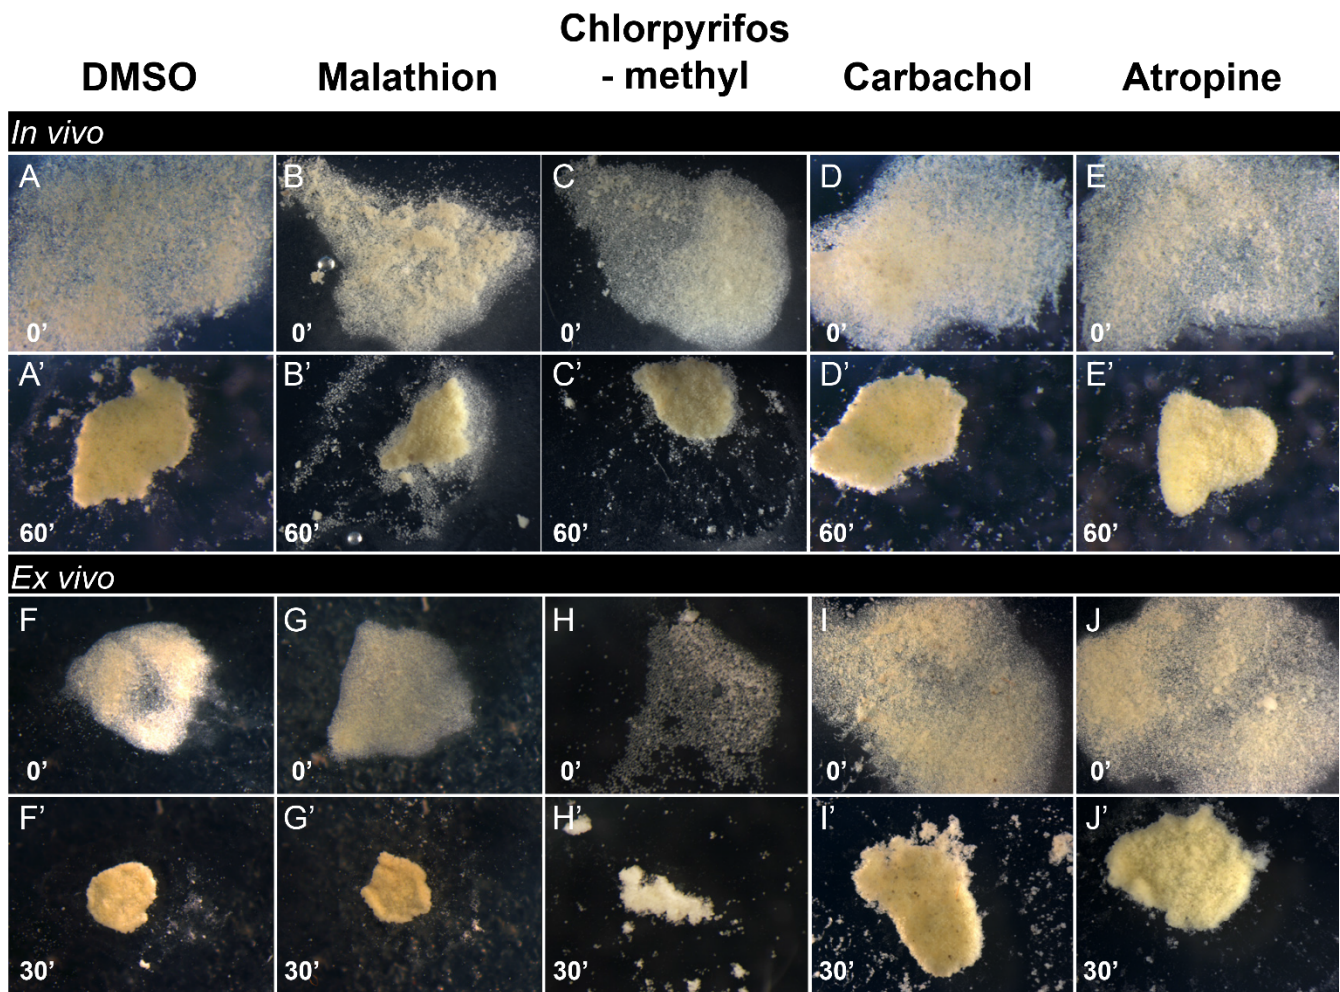 Chlorpyrifos
DMSO Malathion - methyl Carbachol Atropine
In vivo
A B C D E
0' 0' 0' 0' 0'
A' B' C' D' E'
60' 60' 60' 60' 60'
Ex vivo
F G H I J
0' 0' 0' 0' 0'
F' G' H' I' J'
30' 30' 30' 30' 30'